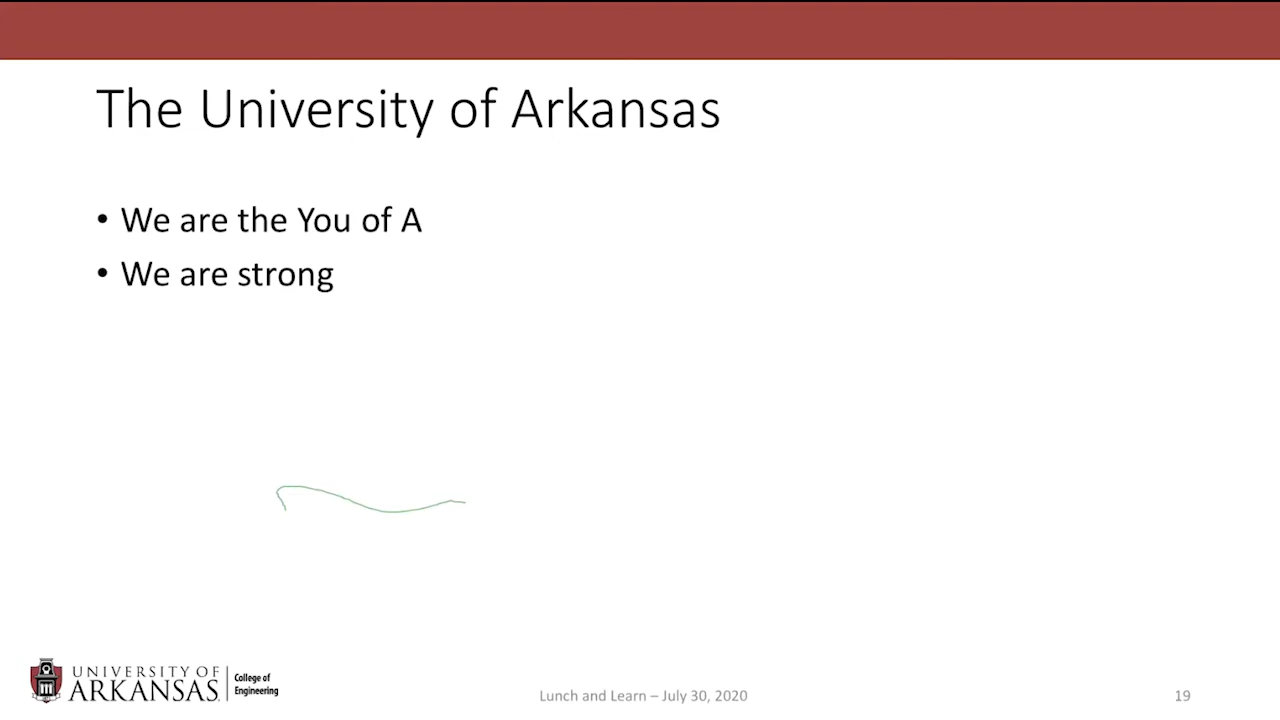 The University of Arkansas
• We are the You of A
• We are strong
UNIVERSITY OF
ARKANSAS
College of
Engineering
Lunch and Learn – July 30, 2020
19